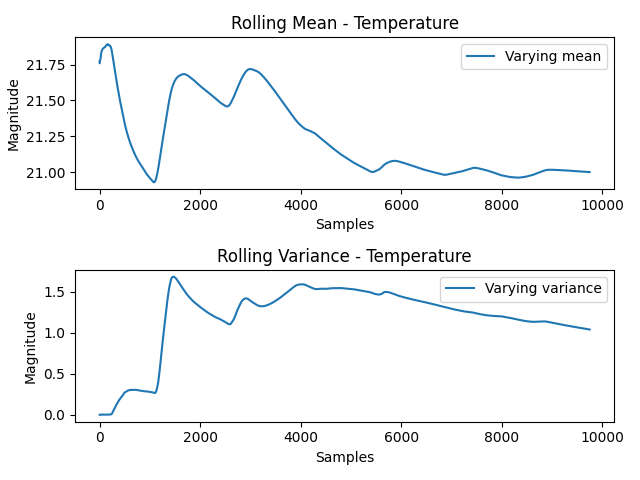 Rolling Mean - Temperature
Magnitude
21.75
21.50
21.25
21.00
Varying mean
0 2000 4000 6000 8000 10000
Samples
Rolling Variance - Temperature
Magnitude
1.5
1.0
0.5
0.0
Varying variance
0 2000 4000 6000 8000 10000
Samples